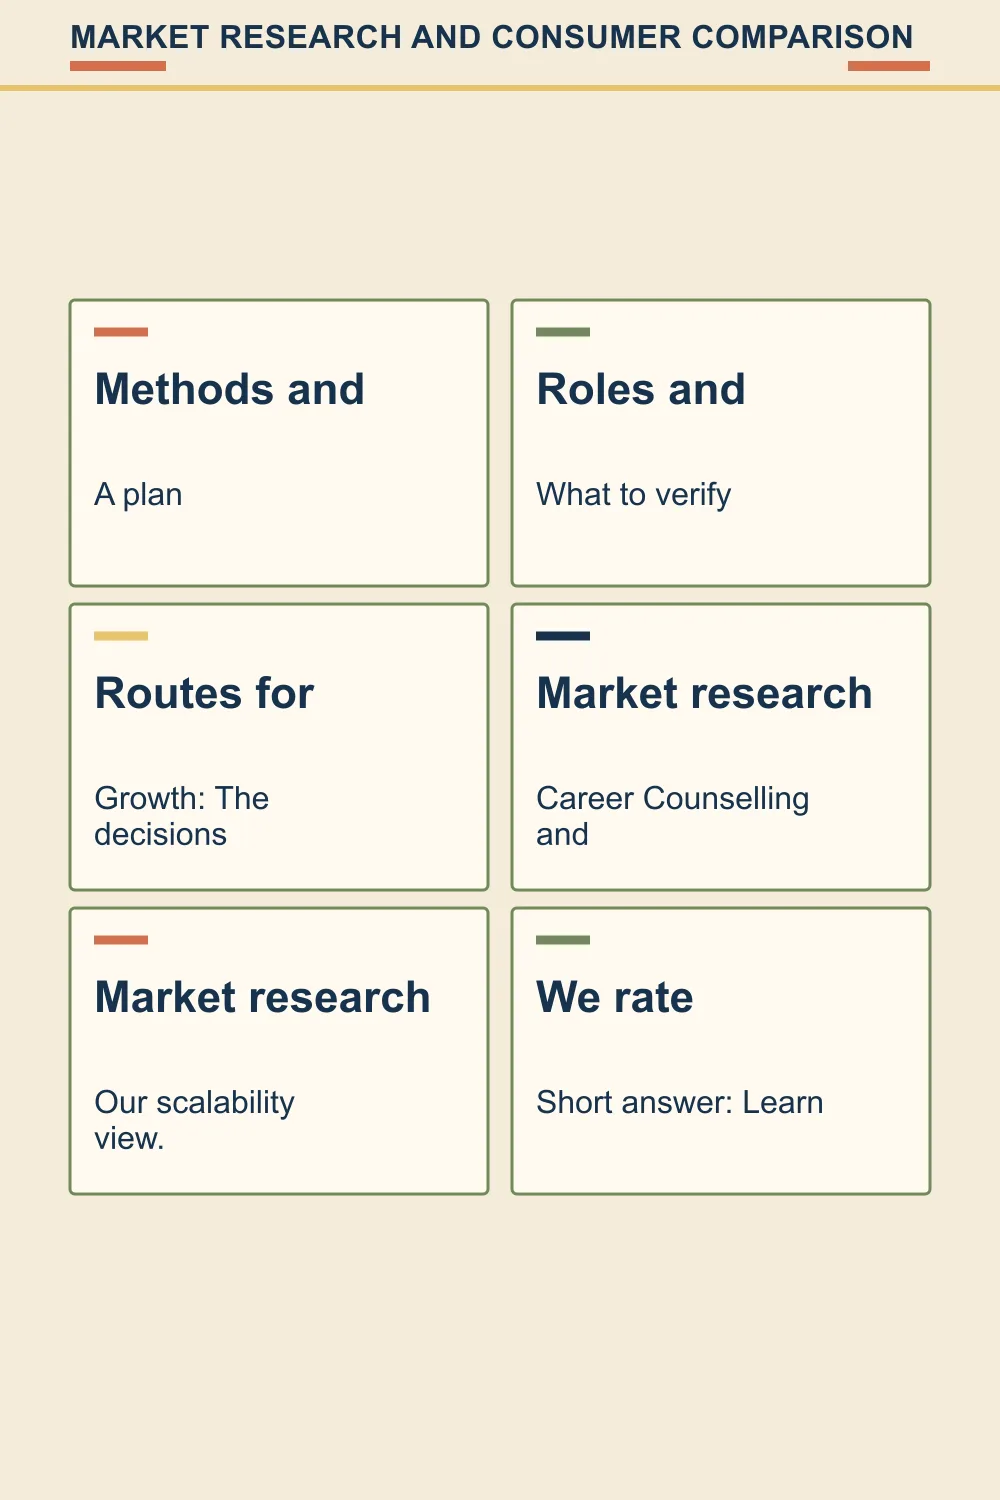 MARKET RESEARCH AND CONSUMER COMPARISON
Methods and
A plan
Roles and
What to verify
Routes for
Growth: The
decisions
Market research
Career Counselling
and
Market research
Our scalability
view.
We rate
Short answer: Learn